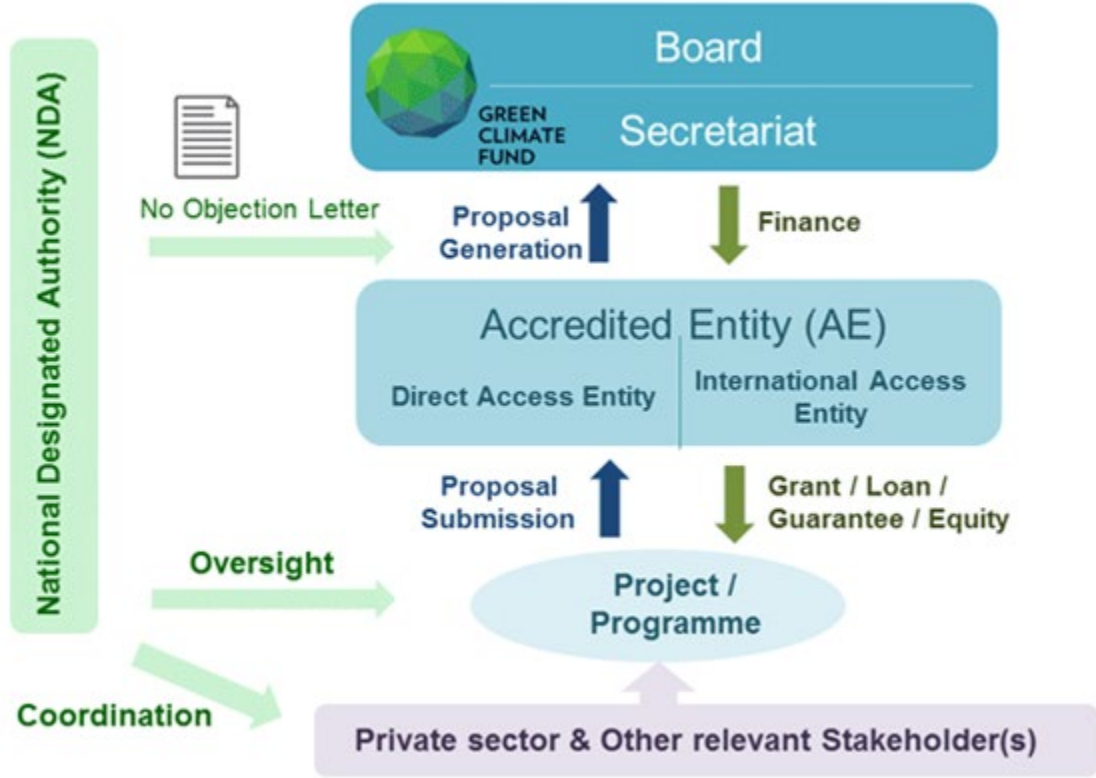 National Designated Authority (NDA)
Board
Secretariat
GREEN
CLIMATE
FUND
No Objection Letter
Proposal
Generation
Finance
Accredited Entity (AE)
Direct Access Entity
International Access
Entity
Proposal
Submission
Grant / Loan /
Guarantee / Equity
Oversight
Project /
Programme
Coordination
Private sector & Other relevant Stakeholder(s)